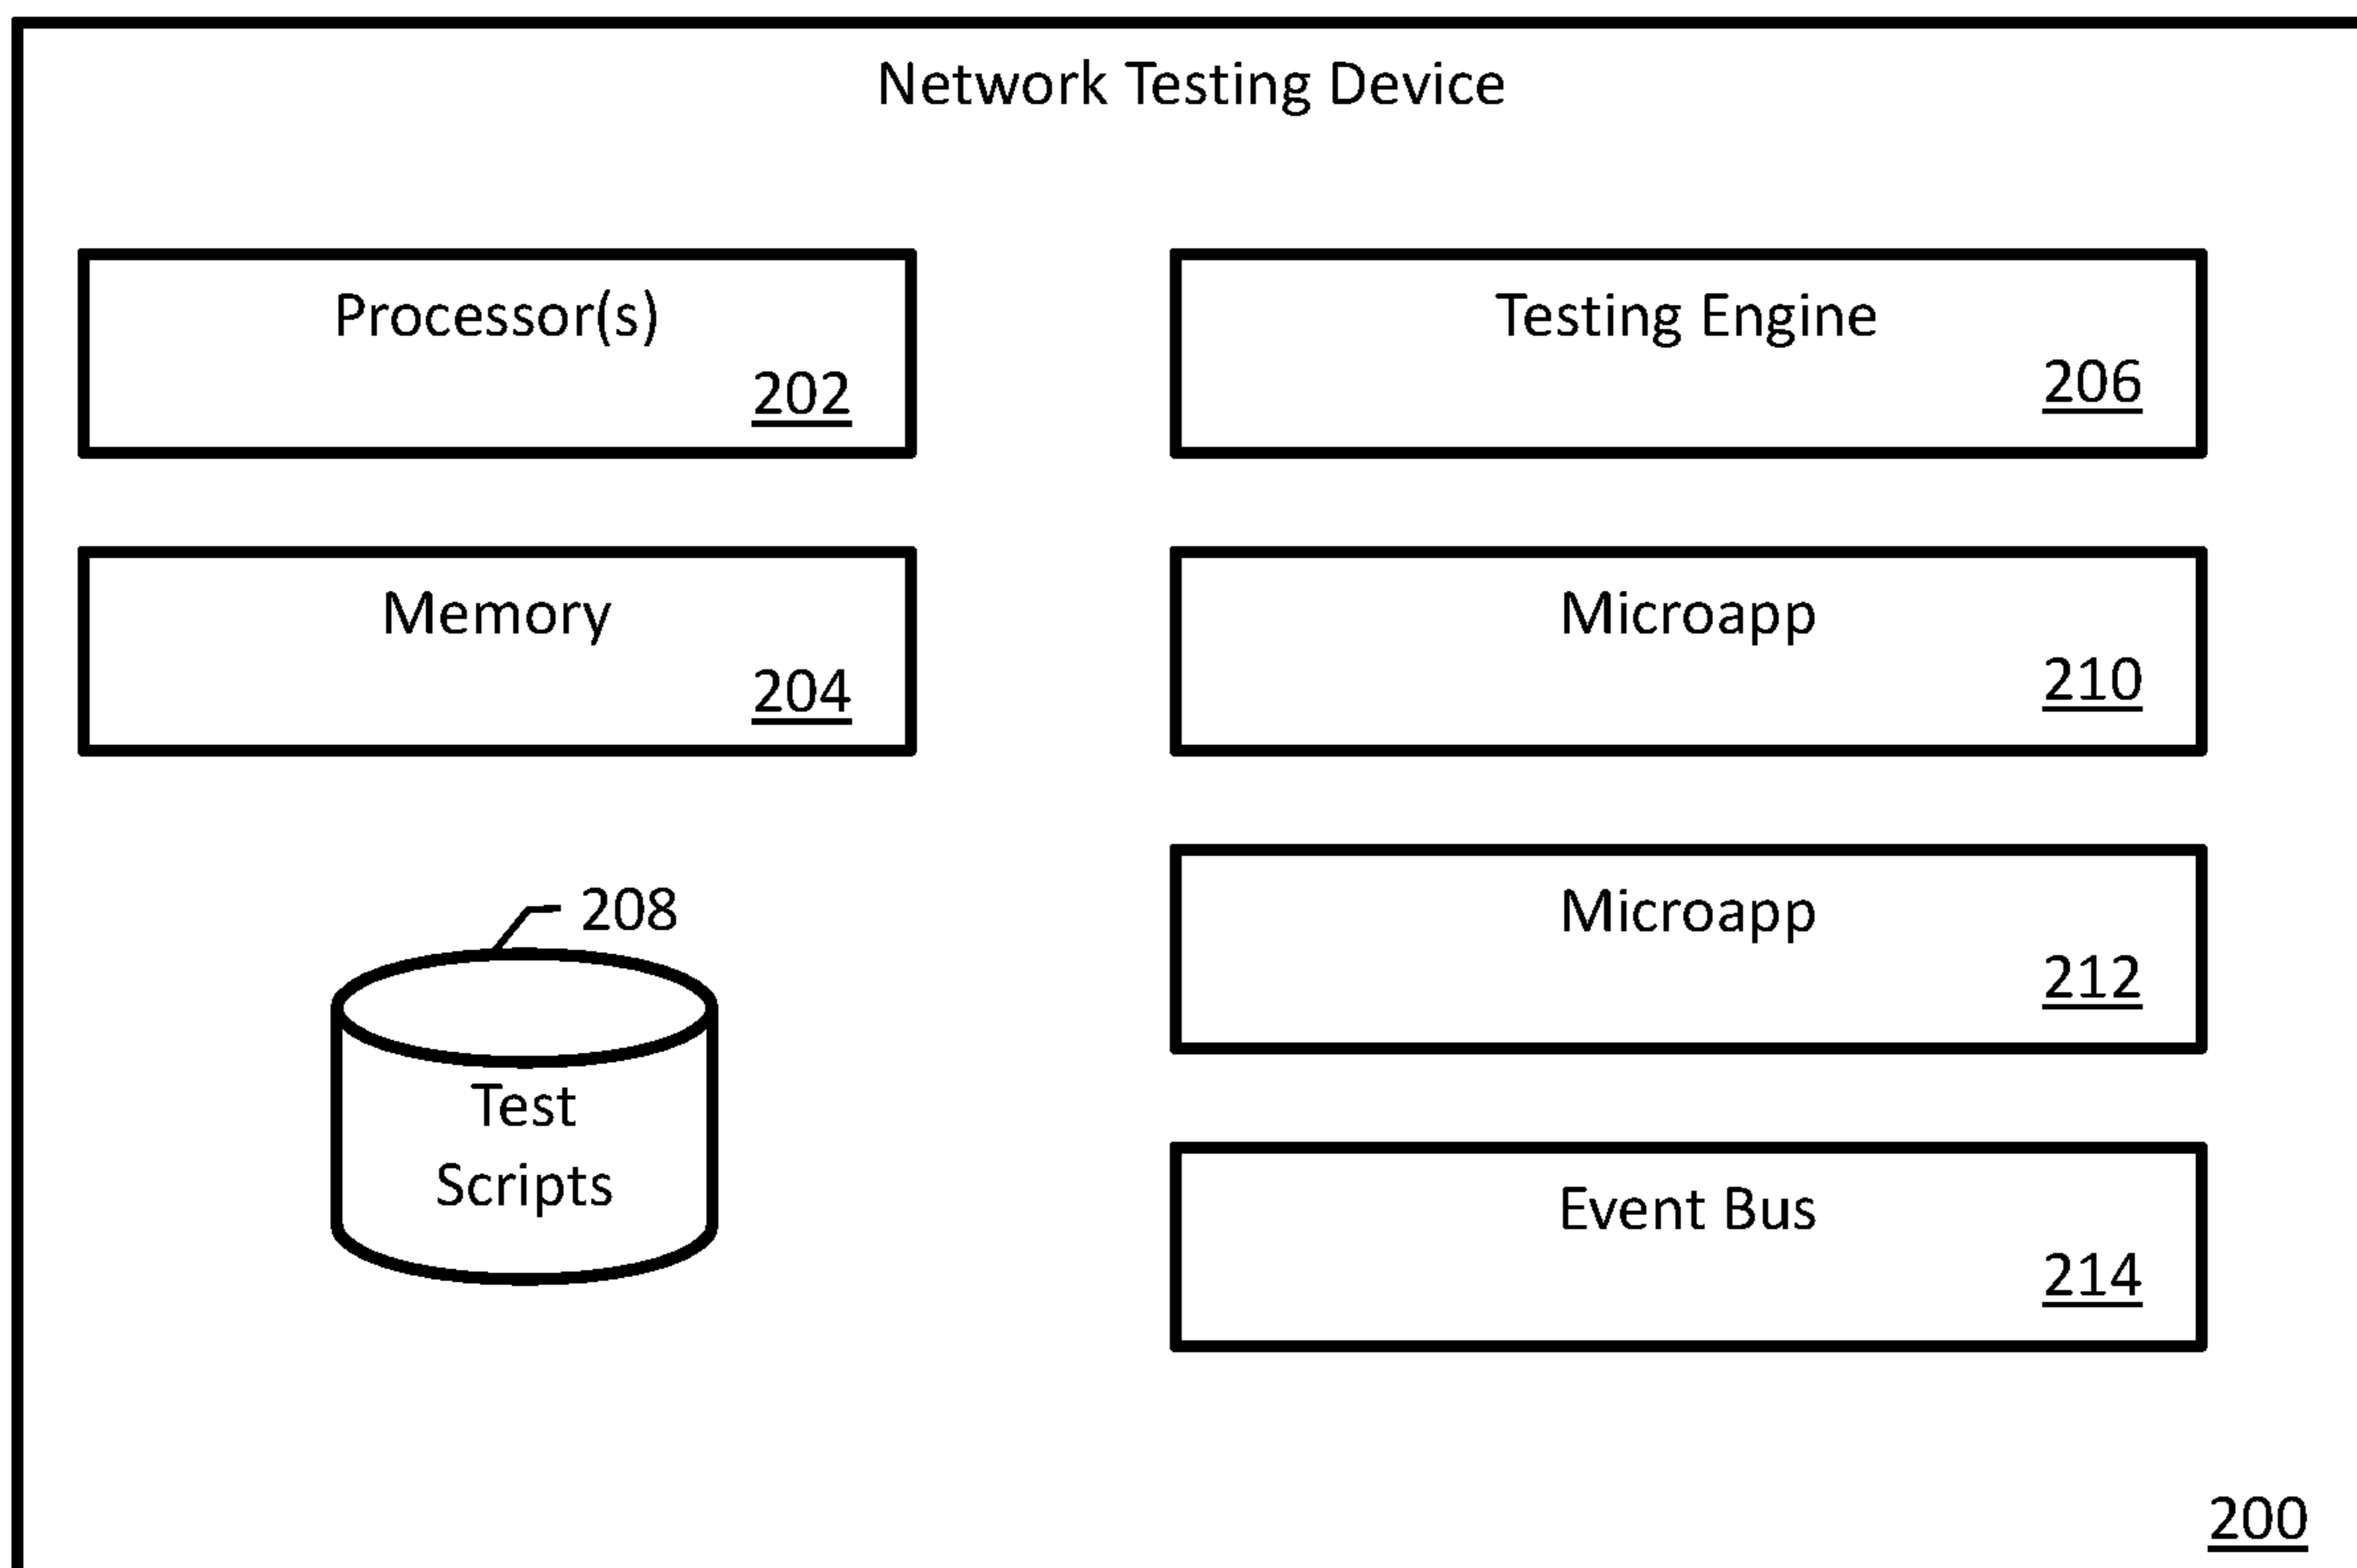 Network Testing Device
Processor(s)
202
Testing Engine
206
Memory
204
Microapp
210
208
Test
Scripts
Microapp
212
Event Bus
214
200